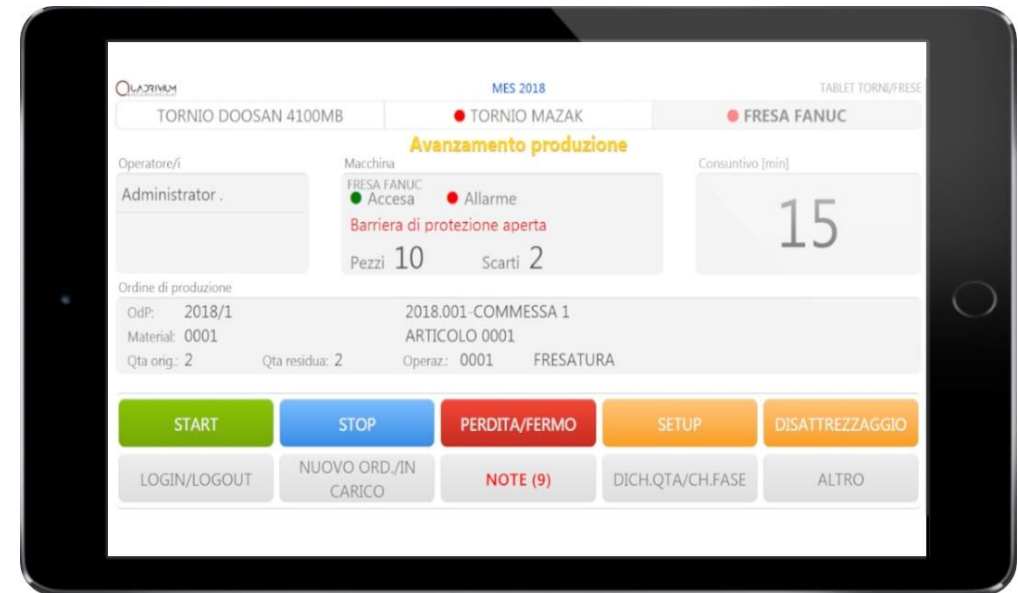 QUADRIVIUM
MES 2018
TABLET TORNI/FRESE
TORNIO DOOSAN 4100MB
TORNIO MAZAK
FRESA FANUC
Avanzamento produzione
Operatore/i
Macchina
Consuntivo [min]
Administrator .
FRESA FANUC
Accesa Allarme
Barriera di protezione aperta
Pezzi 10 Scarti 2
15
Ordine di produzione
OdP: 2018/1 2018.001-COMMESSA 1
Material: 0001 ARTICOLO 0001
Qta orig.: 2 Qta residua: 2 Operaz.: 0001 FRESATURA
START
STOP
PERDITA/FERMO
SETUP
DISATTREZZAGGIO
LOGIN/LOGOUT
NUOVO ORD./IN
CARICO
NOTE (9)
DICH.QTA/CH.FASE
ALTRO